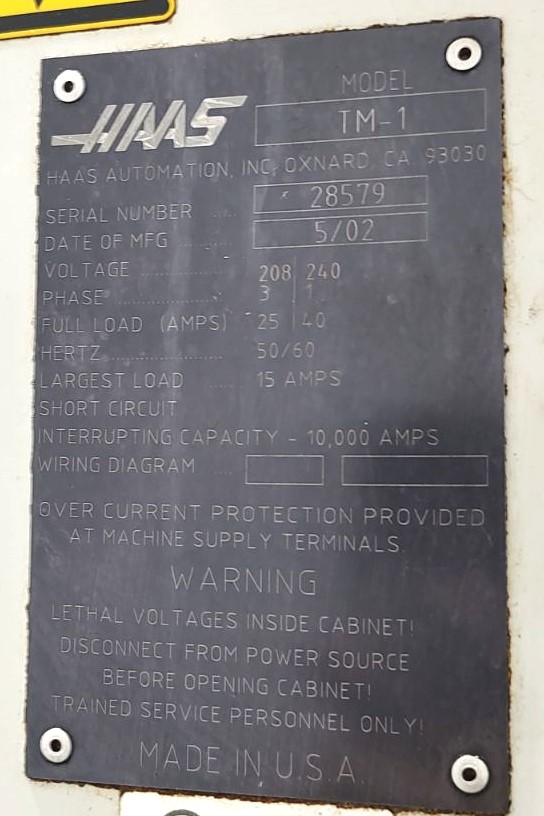 HAAS
MODEL
TM-1
HAAS AUTOMATION, INC. OXNARD, CA. 93030
SERIAL NUMBER .... 28579
DATE OF MFG ........ 5/02
VOLTAGE ............. 208 | 240
PHASE ............... 3 | 1
FULL LOAD (AMPS) 25 | 40
HERTZ ................. 50/60
LARGEST LOAD ...... 15 AMPS
SHORT CIRCUIT
INTERRUPTING CAPACITY - 10,000 AMPS
WIRING DIAGRAM ....
OVER CURRENT PROTECTION PROVIDED
AT MACHINE SUPPLY TERMINALS.
WARNING
LETHAL VOLTAGES INSIDE CABINET!
DISCONNECT FROM POWER SOURCE
BEFORE OPENING CABINET!
TRAINED SERVICE PERSONNEL ONLY!
MADE IN U.S.A.